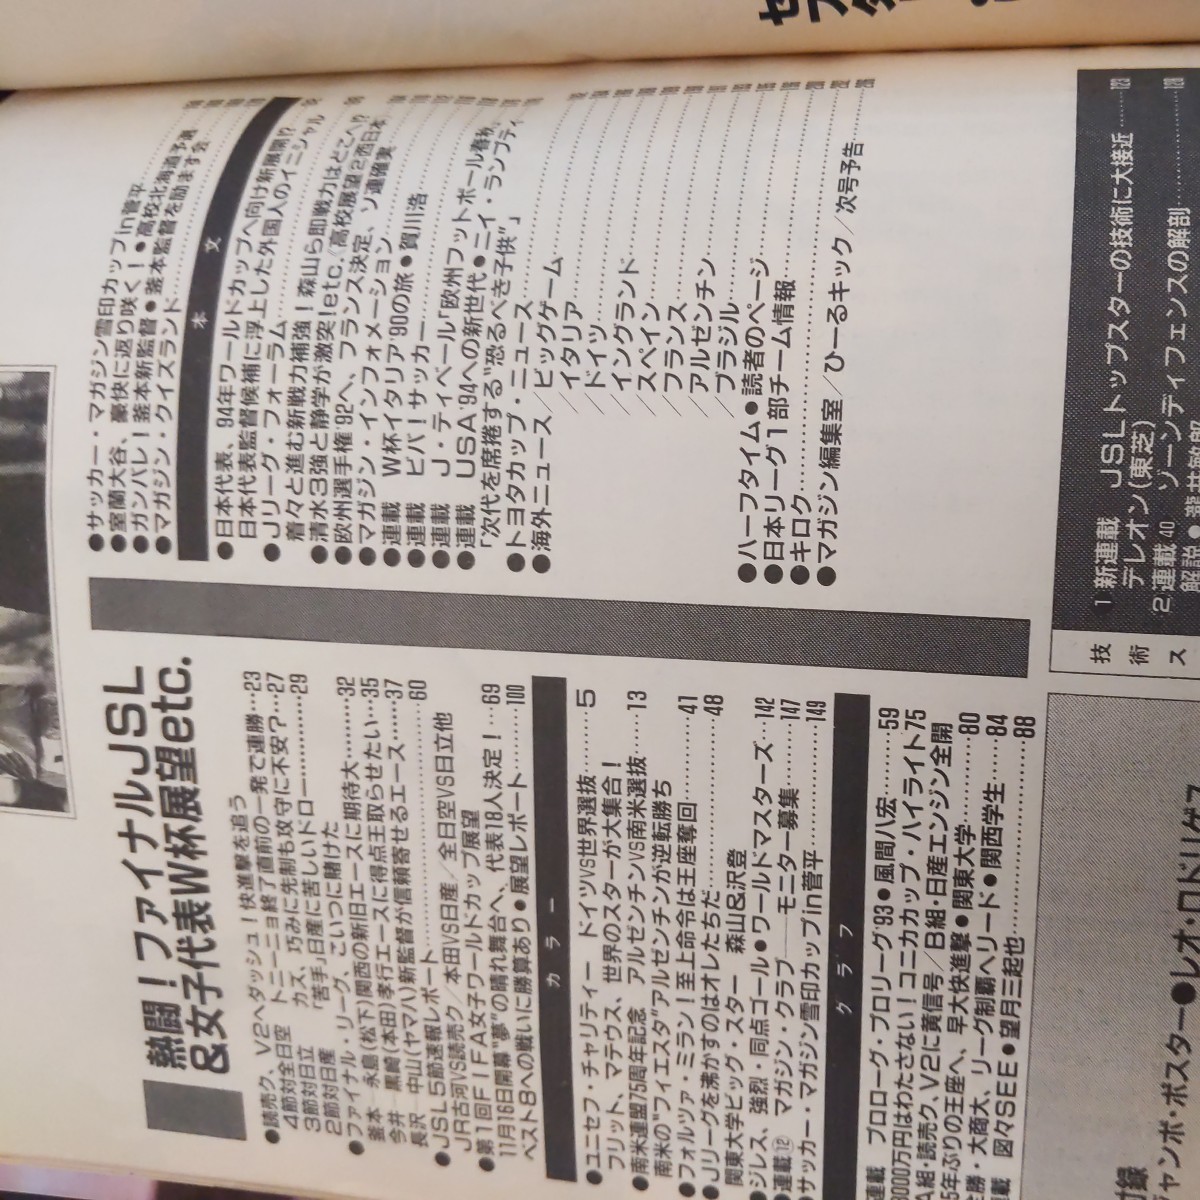 熱闘!ファイナルJSL
&女子代表W杯展望etc.
●読売ク、V2へダッシュ!快進撃を追う
4節対全日空 トニーニョ終了直前の一発で連勝…23
3節対日立 カズ、巧みに先制も攻守に不安?…27
2節対日産 「苦手」日産に苦しいドロー…………29
●ファイナル・リーグ、こいつに賭けた
釜本―永島(松下)関西の新旧エースに期待大………32
今井―黒崎(本田)孝行エースに得点王取らせたい…35
長沢 中山(ヤマハ)新監督が信頼寄せるエース……37
●JSL5節速報レポート……………………60
JR古河VS読売ク/本田VS日産/全日空VS日立他
●第1回FIFA女子ワールドカップ展望
11月16日開幕“夢”の晴れ舞台へ、代表18人決定!…69
ベスト8への戦いに勝算あり●展望レポート………100
カラー
●ユニセフ・チャリティー ドイツVS世界選抜………5
フリット、マテウス、世界のスターが大集合!
●南米連盟75周年記念 アルゼンチンVS南米選抜……13
南米の“フィエスタ”アルゼンチンが逆転勝ち
●フォルツァ・ミラン!至上命令は王座奪回…………41
●Jリーグを沸かすのはオレたちだ………………48
関東大学ビッグ・スター 森山&沢登
●ジレス、強烈・同点ゴール●ワールドマスターズ…142
●連載⑫ マガジン・クラブ――モニター募集……147
●サッカー・マガジン雪印カップin菅平…………149
グラフ
連載 プロローグ・プロリーグ'93●風間八宏………59
3000万円はわたさない!コニカカップ・ハイライト75
A組・読売ク、V2に黄信号/B組・日産エンジン全開
5年ぶりの王座へ、早大快進撃●関東大学………80
全勝・大商大、リーグ制覇へリード●関西学生……84
連載 図々SEE●望月三起也…………88
●サッカー・マガジン雪印カップin菅平
●室蘭大谷、豪快に返り咲く!●高校北海道予選
●ガンバレ!釜本新監督●釜本監督を励ます会
●マガジン・クイズランド
本文
●日本代表、94年ワールドカップへ向け新展開!?
日本代表監督候補に浮上した外国人のイニシャル
●Jリーグ・フォーラム
着々と進む新戦力補強!森山ら即戦力はどこへ!?
●清水3強と静学が激突!etc.《高校展望2西日本
●欧州選手権'92へ、フランス決定、ソ連確実
●マガジン・インフォメーション
●連載 W杯イタリア'90の旅●賀川浩
●連載 ビバ!サッカー
●連載 J・ティペール「欧州フットボール春秋」
●連載 USA'94への新世代●ニイ・ランプティ
「次代を席捲する“恐るべき子供”」
●トヨタカップ・ニュース
●海外ニュース/ビッグゲーム
/イタリア
/ドイツ
/イングランド
/スペイン
/フランス
/アルゼンチン
/ブラジル
●ハーフタイム●読者のページ
●日本リーグ1部チーム情報
●キロク
●マガジン編集室/ひーるキック/次号予告
技術
ス
1 新連載 JSLトップスターの技術に大接近……123
デレオン(東芝)
2 連載40 ゾーンディフェンスの解剖……128
解説●瀧井敏郎
録
ジャンボ・ポスター●レオ・ロドリゲス